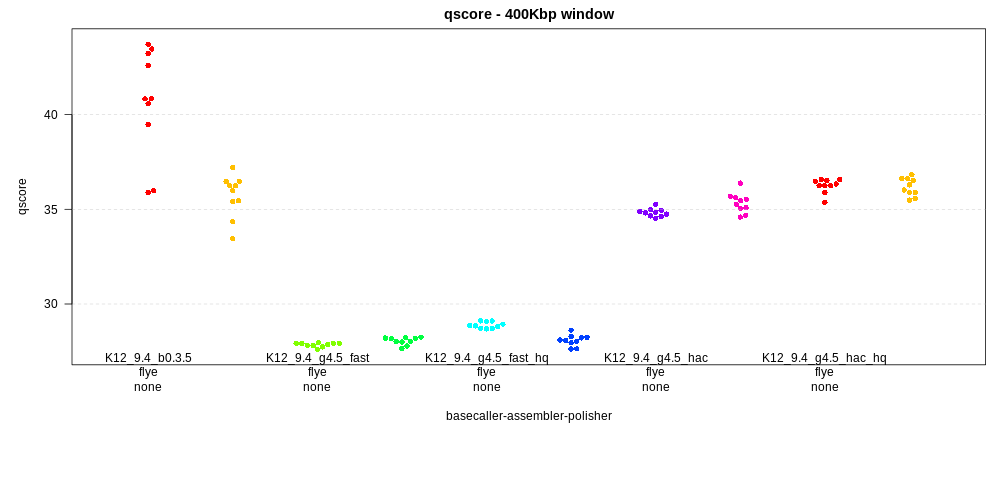 qscore - 400Kbp window
qscore
40
35
30
K12_9.4_b0.3.5 K12_9.4_g4.5_fast K12_9.4_g4.5_fast_hq K12_9.4_g4.5_hac K12_9.4_g4.5_hac_hq
flye flye flye flye flye
none none none none none
basecaller-assembler-polisher